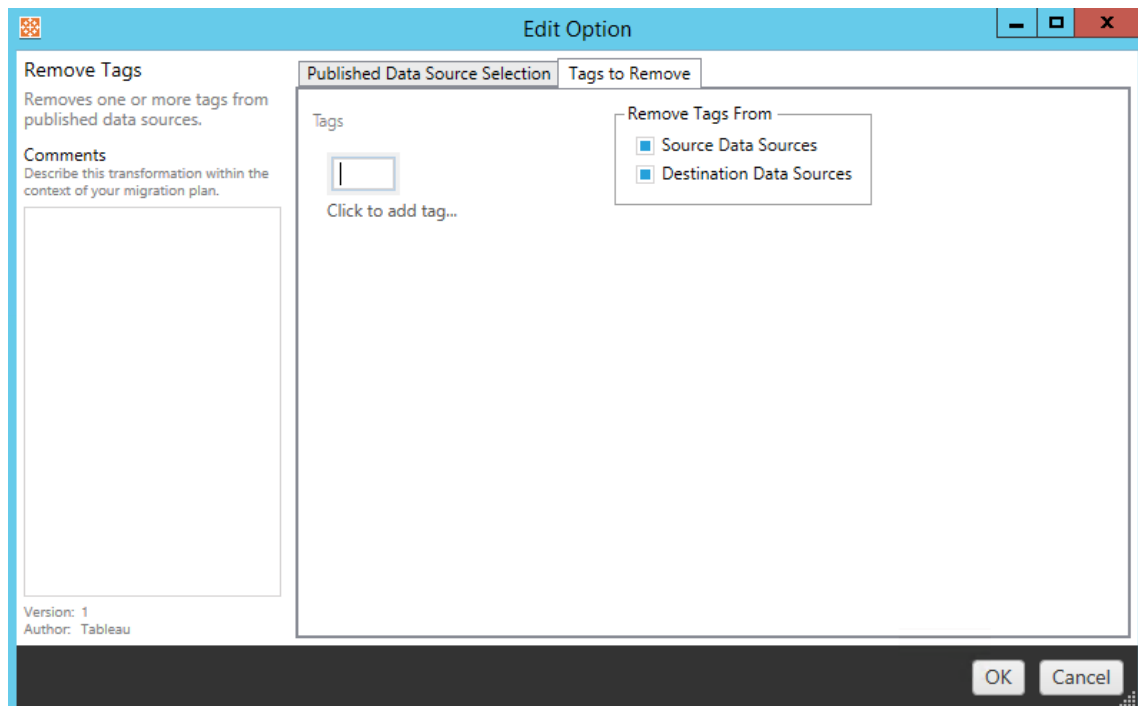 Edit Option
Remove Tags
Removes one or more tags from
published data sources.
Comments
Describe this transformation within the
context of your migration plan.
Version: 1
Author: Tableau
Published Data Source Selection
Tags to Remove
Tags
Click to add tag...
Remove Tags From
Source Data Sources
Destination Data Sources
OK
Cancel